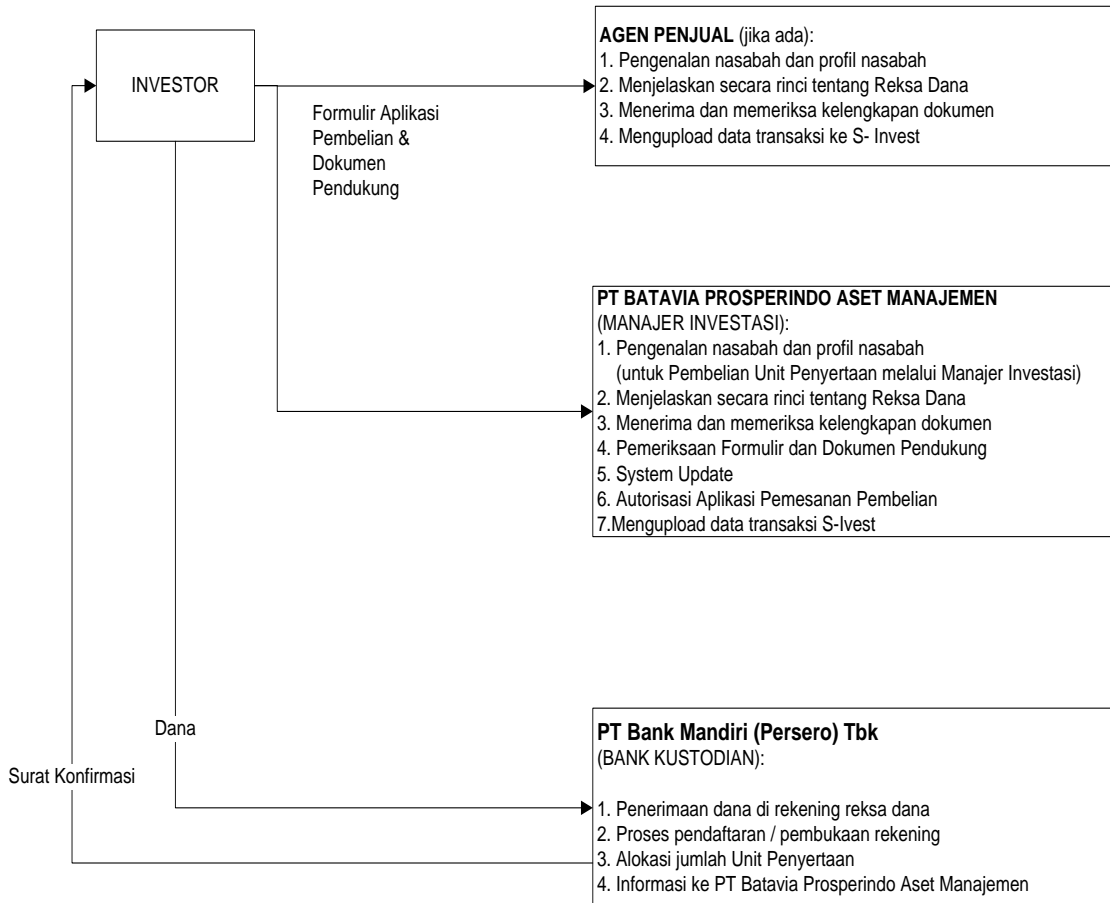 INVESTOR
Formulir Aplikasi
Pembelian &
Dokumen
Pendukung
AGEN PENJUAL (jika ada):
1. Pengenalan nasabah dan profil nasabah
2. Menjelaskan secara rinci tentang Reksa Dana
3. Menerima dan memeriksa kelengkapan dokumen
4. Mengupload data transaksi ke S- Invest
PT BATAVIA PROSPERINDO ASET MANAJEMEN
(MANAJER INVESTASI):
1. Pengenalan nasabah dan profil nasabah
(untuk Pembelian Unit Penyertaan melalui Manajer Investasi)
2. Menjelaskan secara rinci tentang Reksa Dana
3. Menerima dan memeriksa kelengkapan dokumen
4. Pemeriksaan Formulir dan Dokumen Pendukung
5. System Update
6. Autorisasi Aplikasi Pemesanan Pembelian
7.Mengupload data transaksi S-Ivest
Dana
Surat Konfirmasi
PT Bank Mandiri (Persero) Tbk
(BANK KUSTODIAN):
1. Penerimaan dana di rekening reksa dana
2. Proses pendaftaran / pembukaan rekening
3. Alokasi jumlah Unit Penyertaan
4. Informasi ke PT Batavia Prosperindo Aset Manajemen